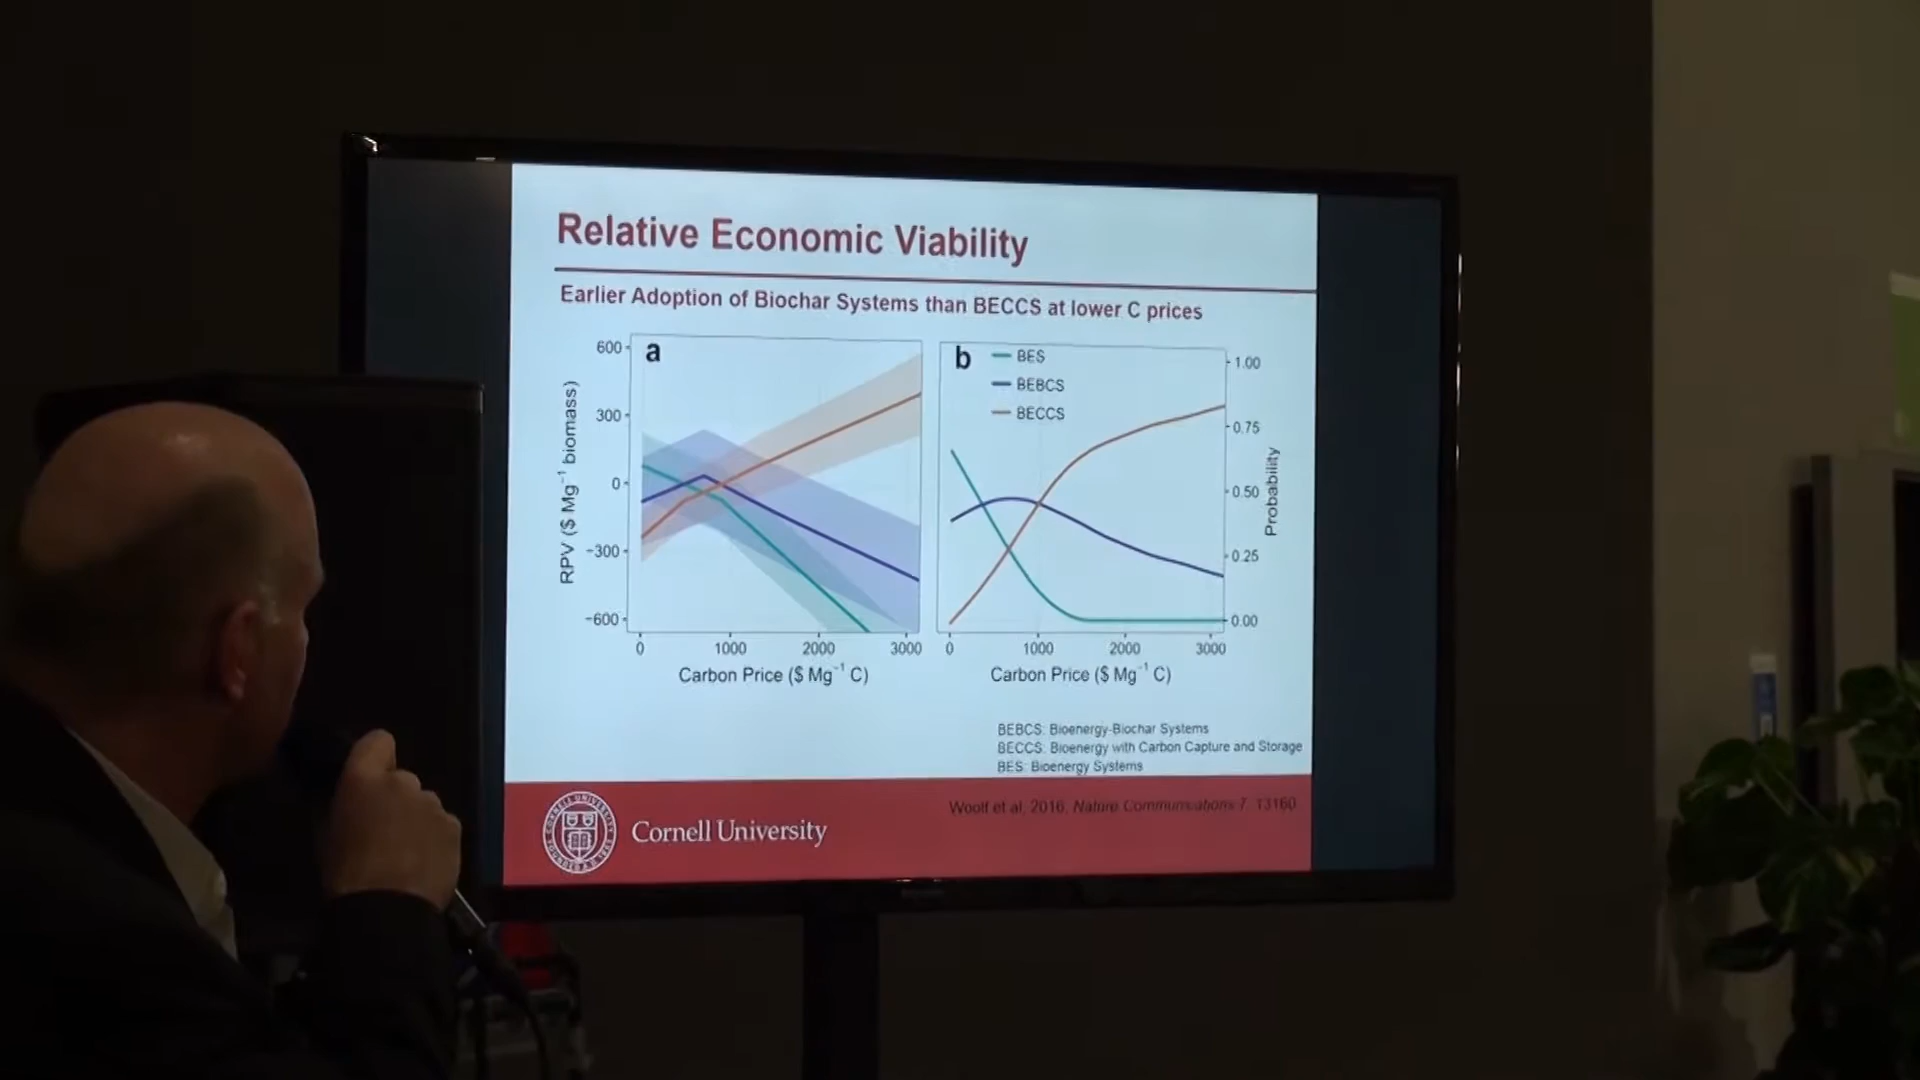 Relative Economic Viability
Earlier Adoption of Biochar Systems than BECCS at lower C prices
a
600
300
0
-300
-600
RPV ($ Mg⁻¹ biomass)
0 1000 2000 3000
Carbon Price ($ Mg⁻¹ C)
b
BES
BEBCS
BECCS
1.00
0.75
0.50
0.25
0.00
Probability
0 1000 2000 3000
Carbon Price ($ Mg⁻¹ C)
BEBCS: Bioenergy-Biochar Systems
BECCS: Bioenergy with Carbon Capture and Storage
BES: Bioenergy Systems
Woolf et al, 2016, Nature Communications 7, 13160
Cornell University